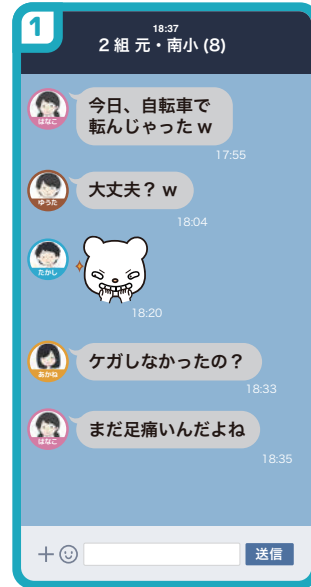 1
18:37
2 組 元・南小 (8)
今日、自転車で
転んじゃった w
はなこ
17:55
大丈夫？ w
ゆうた
18:04
たかし
18:20
ケガしなかったの？
あかね
18:33
まだ足痛いんだよね
はなこ
18:35
送信